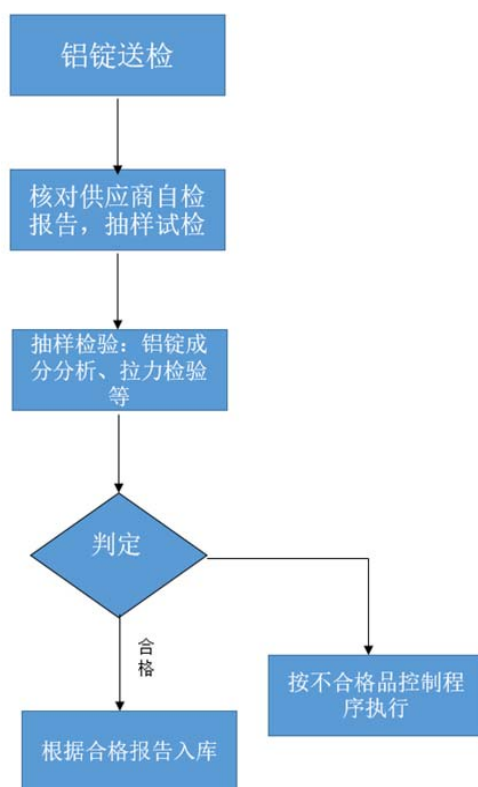 铝锭送检
核对供应商自检
报告，抽样试检
抽样检验：铝锭成
分分析、拉力检验
等
判定
合
格
按不合格品控制程
序执行
根据合格报告入库